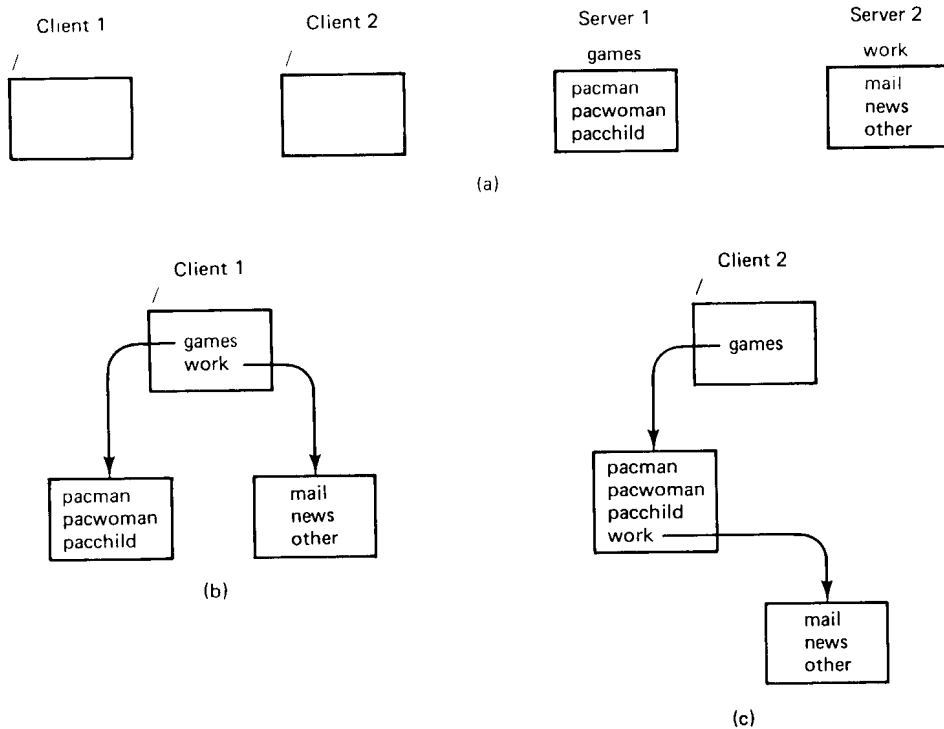 Client 1
Client 2
Server 1
Server 2
/
/
games
work
pacman
pacwoman
pacchild
mail
news
other
(a)
Client 1
/
games
work
pacman
pacwoman
pacchild
mail
news
other
(b)
Client 2
/
games
pacman
pacwoman
pacchild
work
mail
news
other
(c)